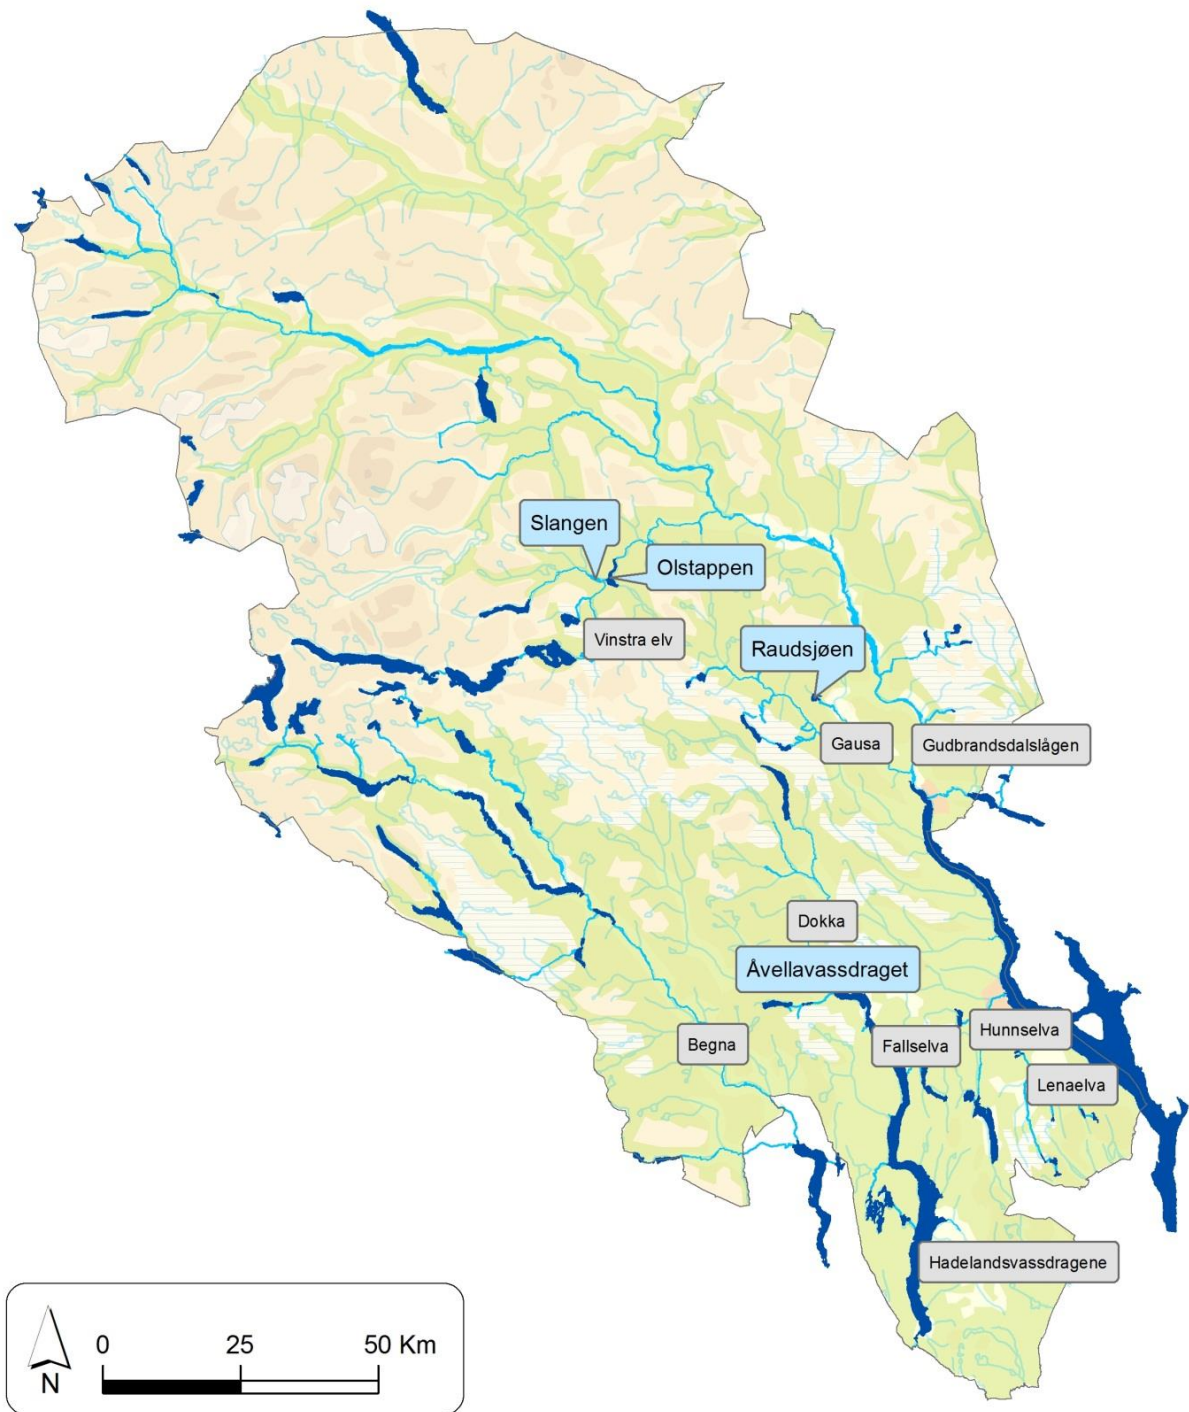 Slangen
Olstappen
Vinstra elv
Raudsjøen
Gausa
Gudbrandsdalslågen
Dokka
Åvellavassdraget
Hunnselva
Begna
Fallselva
Lenaelva
Hadelandsvassdragene
0 25 50 Km
N